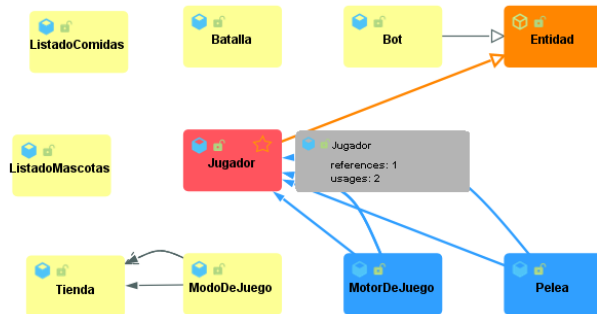 ListadoComidas
Batalla
Bot
Entidad
ListadoMascotas
Jugador
Jugador
references: 1
usages: 2
Tienda
ModoDeJuego
MotorDeJuego
Pelea